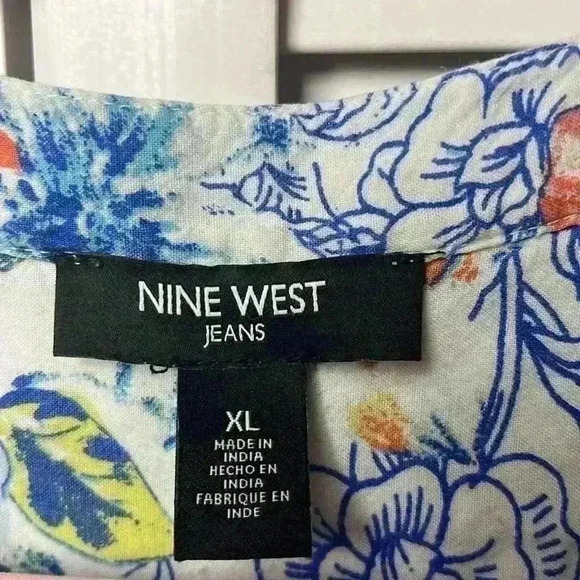 NINE WEST
JEANS
XL
MADE IN
INDIA
HECHO EN
INDIA
FABRIQUE EN
INDE